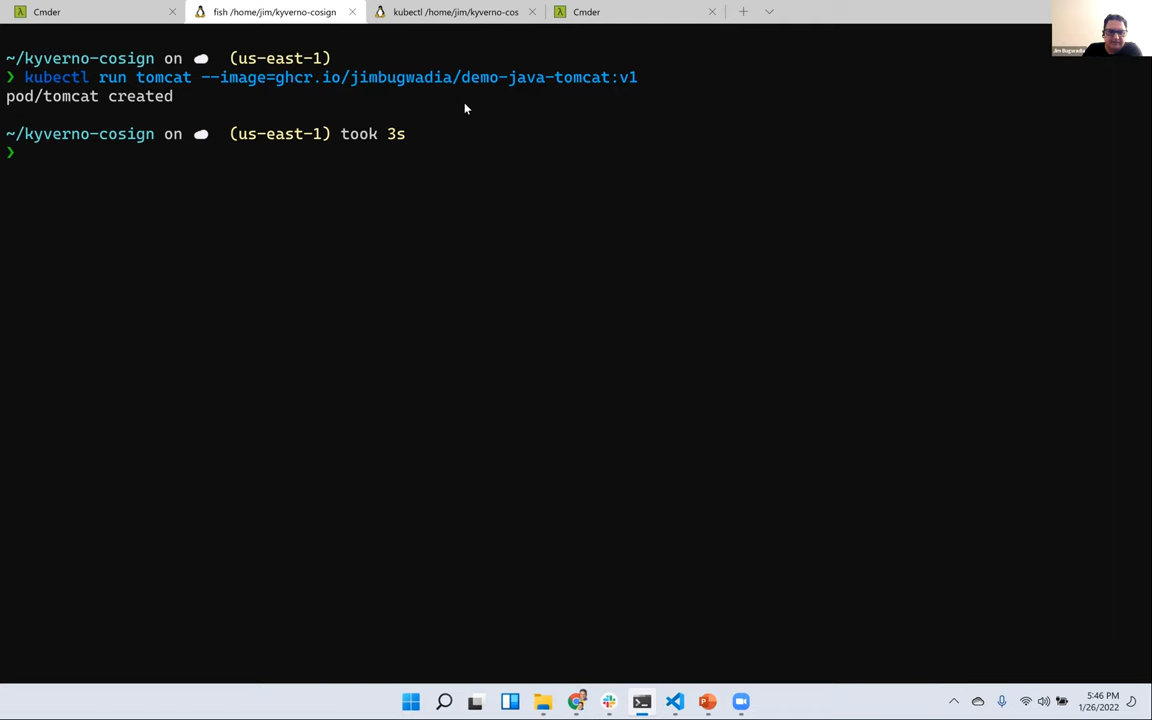 Cmder
fish /home/jim/kyverno-cosign
kubectl /home/jim/kyverno-cos
Cmder
Jim Bugwadia
~/kyverno-cosign on (us-east-1)
❯ kubectl run tomcat --image=ghcr.io/jimbugwadia/demo-java-tomcat:v1
pod/tomcat created
~/kyverno-cosign on (us-east-1) took 3s
❯
5:46 PM
1/26/2022